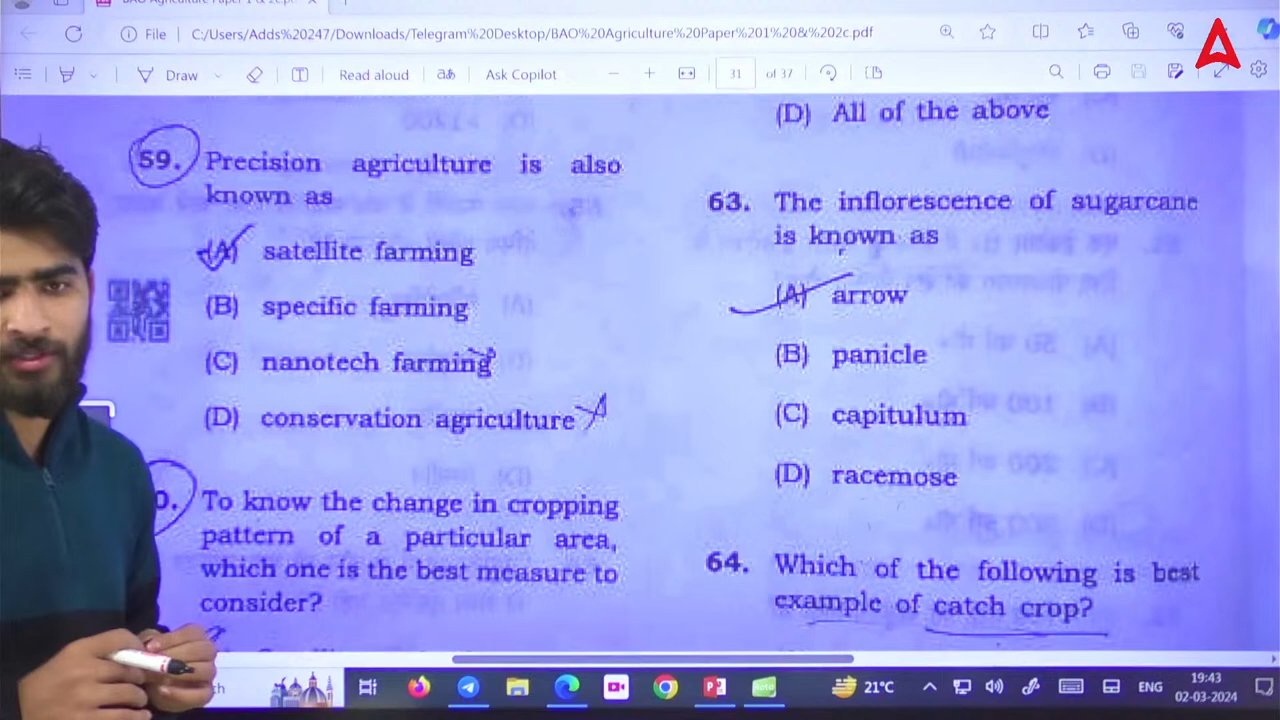 File
C:/Users/Adds%20247/Downloads/Telegram%20Desktop/BAO%20Agriculture%20Paper%201%20&%202c.pdf
Draw
Read aloud
Ask Copilot
31
of 37
59. Precision agriculture is also
known as
(A) satellite farming
(B) specific farming
(C) nanotech farming
(D) conservation agriculture
0. To know the change in cropping
pattern of a particular area,
which one is the best measure to
consider?
(D) All of the above
63. The inflorescence of sugarcane
is known as
(A) arrow
(B) panicle
(C) capitulum
(D) racemose
64. Which of the following is best
example of catch crop?
21°C
ENG
19:43
02-03-2024